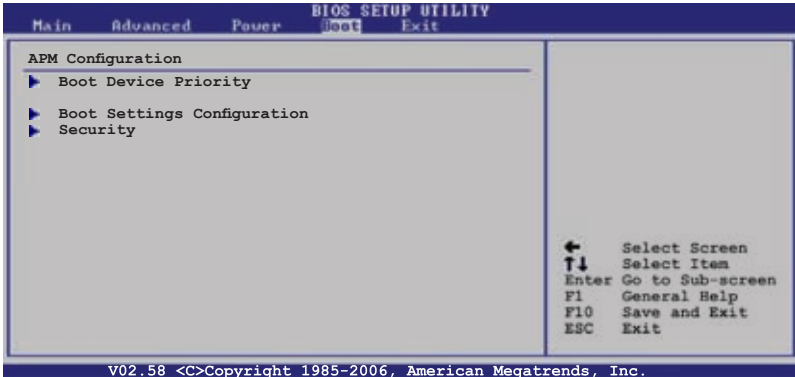 BIOS SETUP UTILITY
Main Advanced Power Boot Exit
APM Configuration
Boot Device Priority
Boot Settings Configuration
Security
← Select Screen
↑↓ Select Item
Enter Go to Sub-screen
F1 General Help
F10 Save and Exit
ESC Exit
V02.58 <C>Copyright 1985-2006, American Megatrends, Inc.